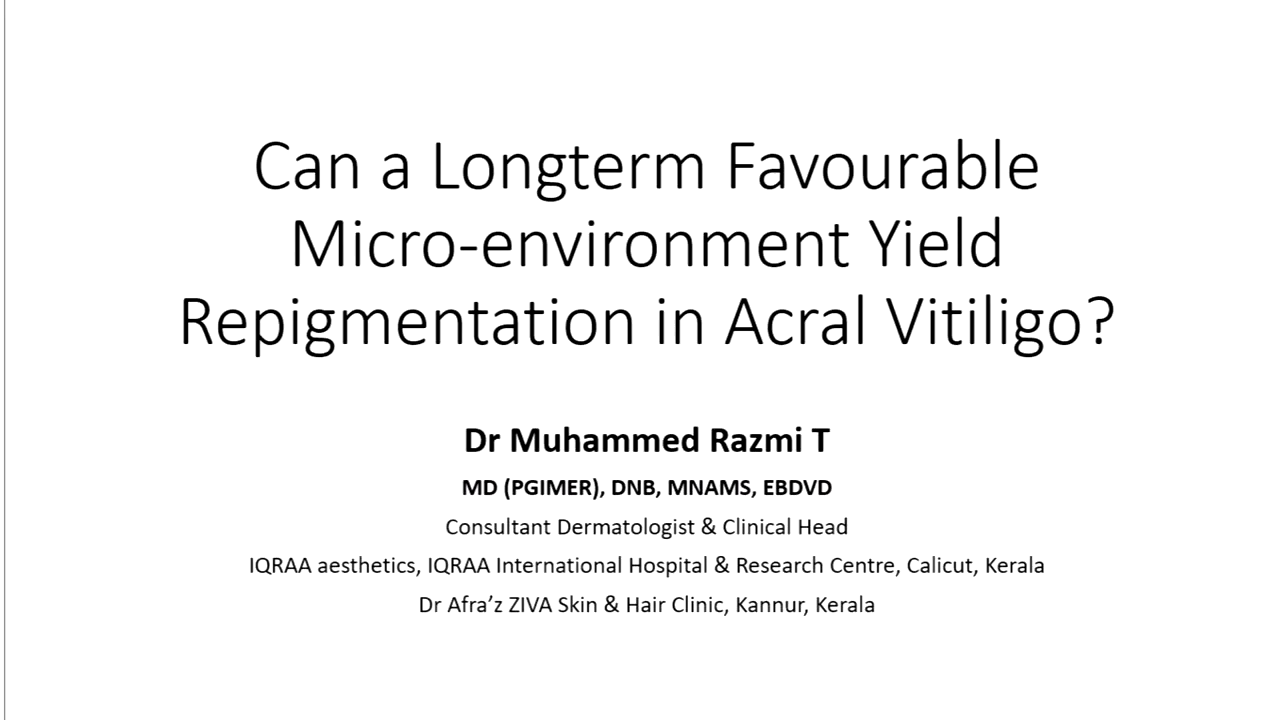 Can a Longterm Favourable
Micro-environment Yield
Repigmentation in Acral Vitiligo?
Dr Muhammed Razmi T
MD (PGIMER), DNB, MNAMS, EBDVD
Consultant Dermatologist & Clinical Head
IQRAA aesthetics, IQRAA International Hospital & Research Centre, Calicut, Kerala
Dr Afra’z ZIVA Skin & Hair Clinic, Kannur, Kerala